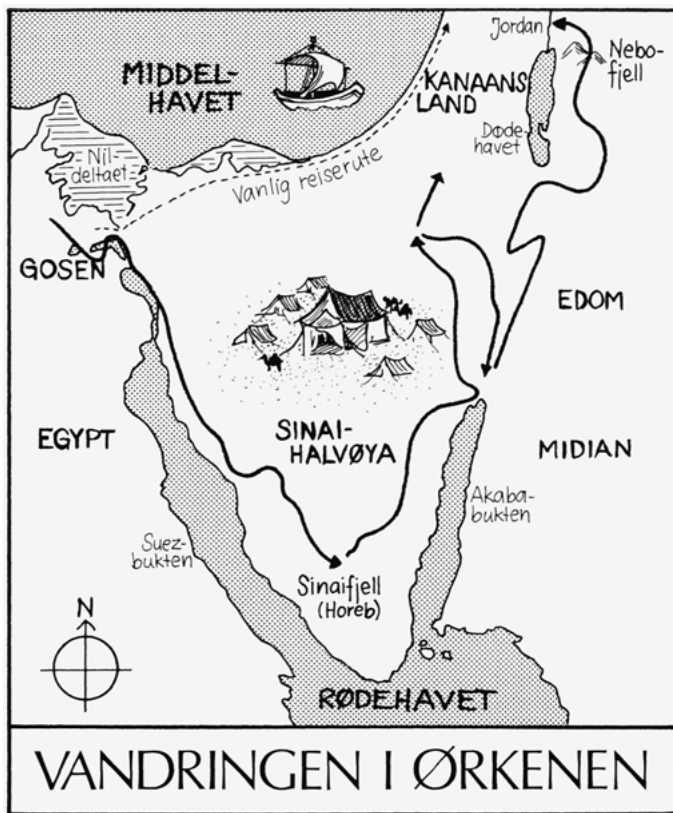 Jordan
Nebo-
fjell
MIDDEL-
HAVET
KANAANS
LAND
Døde-
havet
Nil-
deltaet
Vanlig reiserute
GOSEN
EDOM
EGYPT
SINAI-
HALVØYA
MIDIAN
Akaba-
bukten
Suez-
bukten
Sinaifjell
(Horeb)
N
RØDEHAVET
VANDRINGEN I ØRKENEN